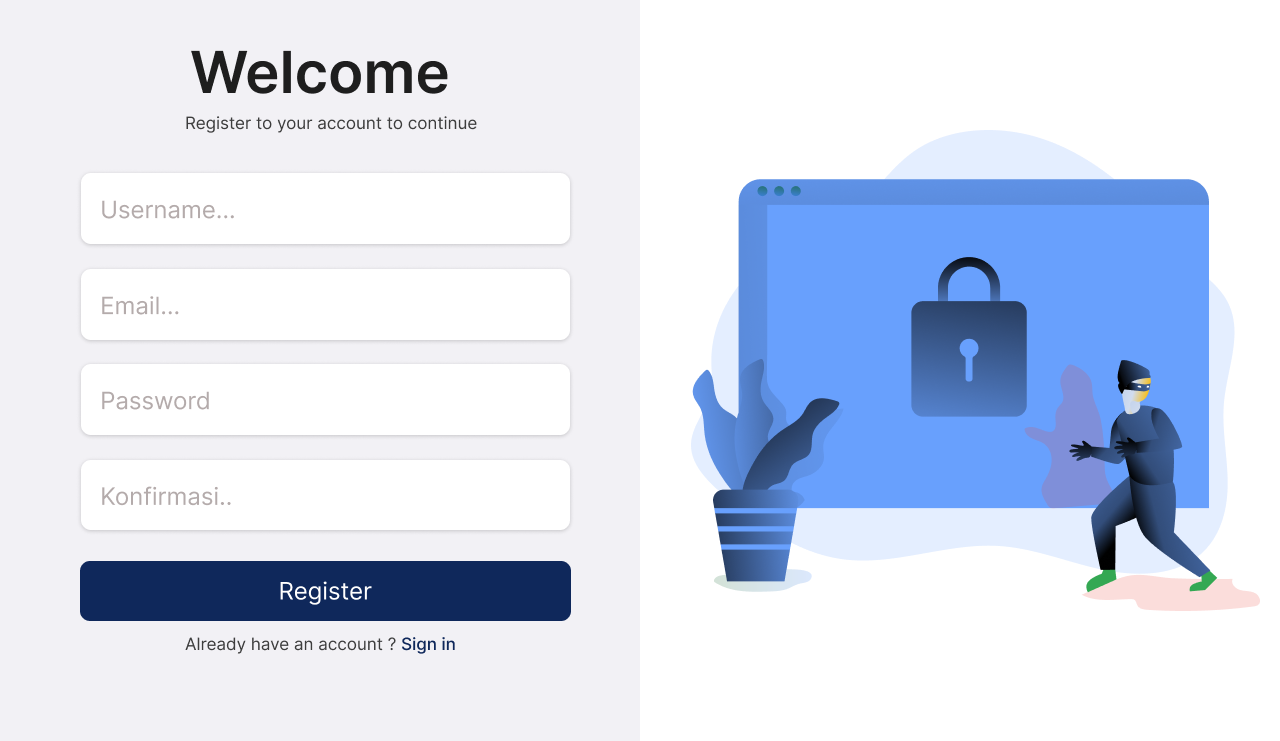 Welcome
Register to your account to continue
Username...
Email...
Password
Konfirmasi..
Register
Already have an account ? Sign in